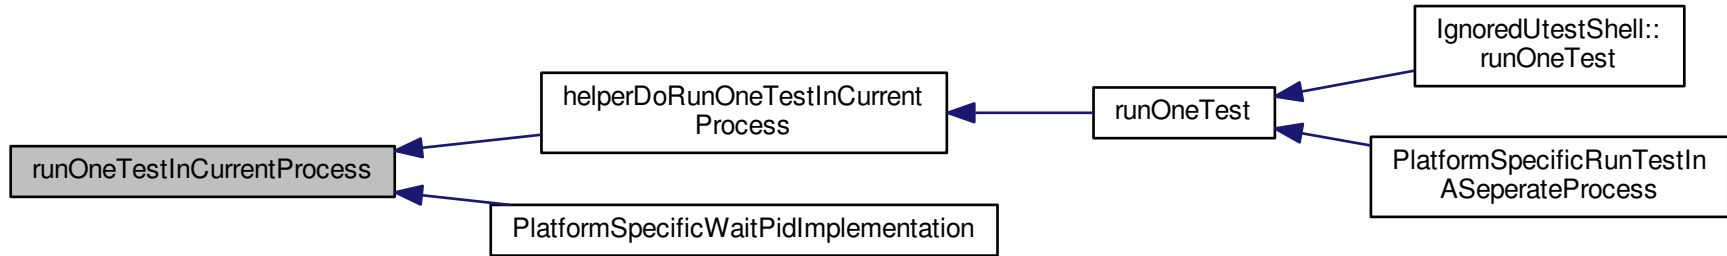 runOneTestInCurrentProcess
helperDoRunOneTestInCurrent
Process
PlatformSpecificWaitPidImplementation
runOneTest
IgnoredUtestShell::
runOneTest
PlatformSpecificRunTestIn
ASeperateProcess